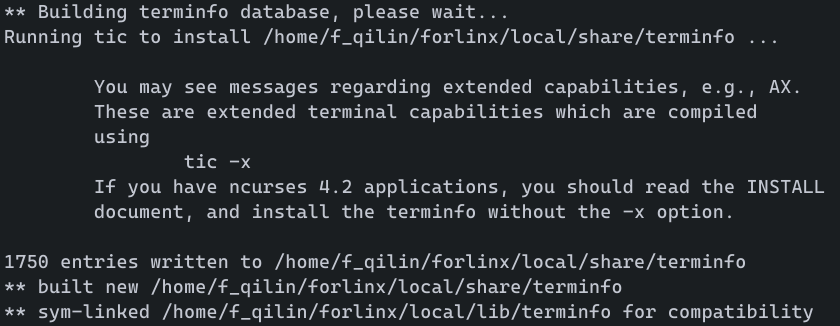 ** Building terminfo database, please wait...
Running tic to install /home/f_qilin/forlinx/local/share/terminfo ...
You may see messages regarding extended capabilities, e.g., AX.
These are extended terminal capabilities which are compiled
using
tic -x
If you have ncurses 4.2 applications, you should read the INSTALL
document, and install the terminfo without the -x option.
1750 entries written to /home/f_qilin/forlinx/local/share/terminfo
** built new /home/f_qilin/forlinx/local/share/terminfo
** sym-linked /home/f_qilin/forlinx/local/lib/terminfo for compatibility